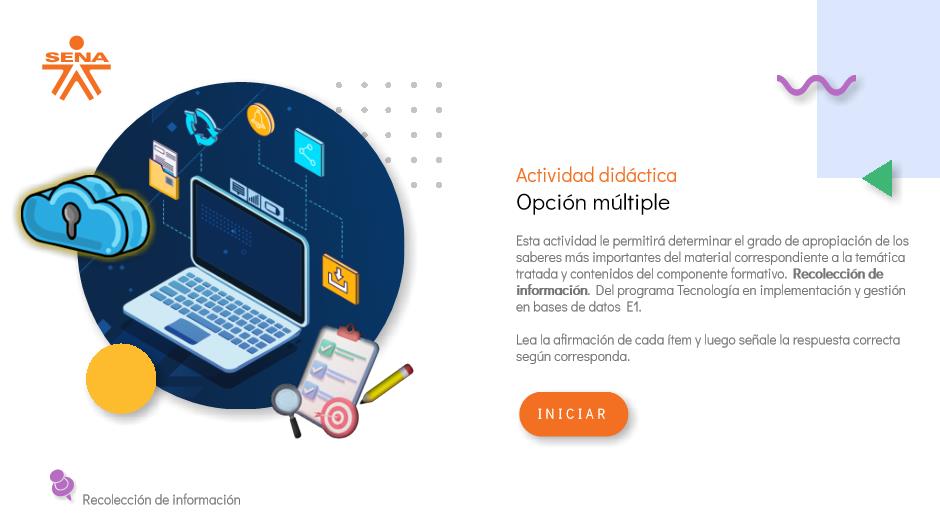 SENA
Actividad didáctica
Opción múltiple
Esta actividad le permitirá determinar el grado de apropiación de los
saberes más importantes del material correspondiente a la temática
tratada y contenidos del componente formativo. Recolección de
información. Del programa Tecnología en implementación y gestión
en bases de datos E1.
Lea la afirmación de cada ítem y luego señale la respuesta correcta
según corresponda.
INICIAR
Recolección de información